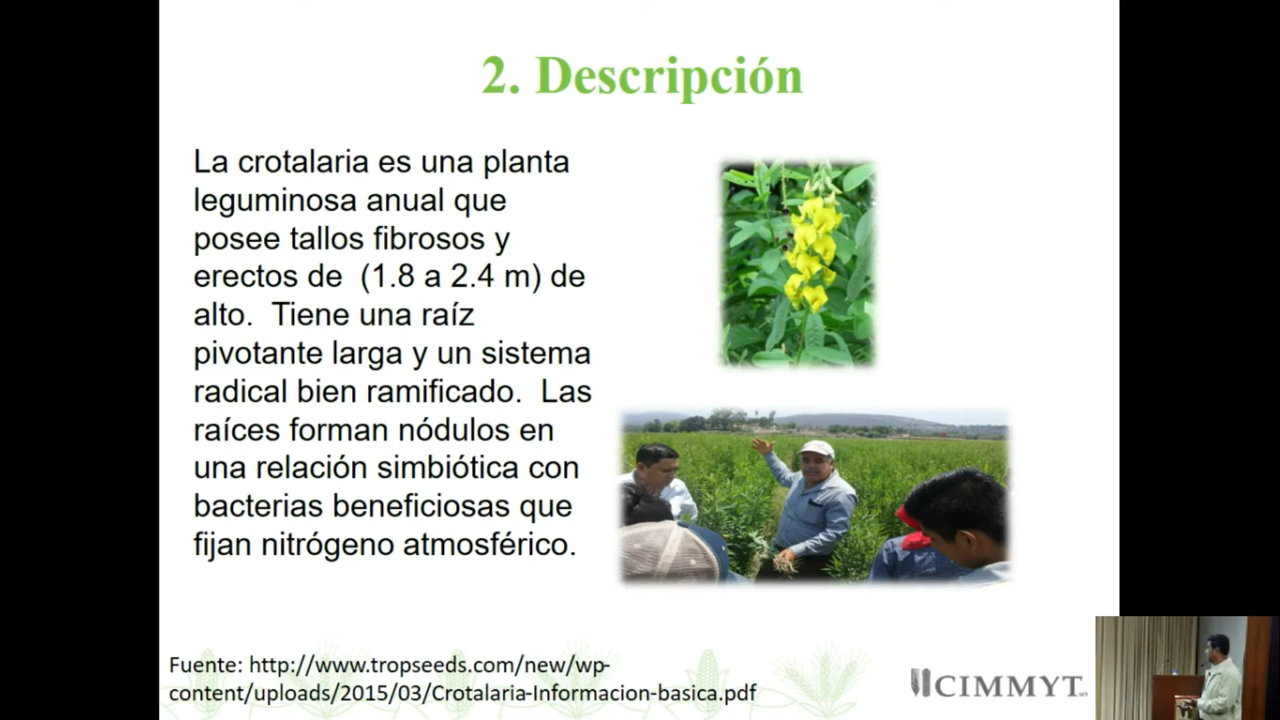 2. Descripción
La crotalaria es una planta
leguminosa anual que
posee tallos fibrosos y
erectos de  (1.8 a 2.4 m) de
alto.  Tiene una raíz
pivotante larga y un sistema
radical bien ramificado.  Las
raíces forman nódulos en
una relación simbiótica con
bacterias beneficiosas que
fijan nitrógeno atmosférico.
Fuente: http://www.tropseeds.com/new/wp-
content/uploads/2015/03/Crotalaria-Informacion-basica.pdf
CIMMYT